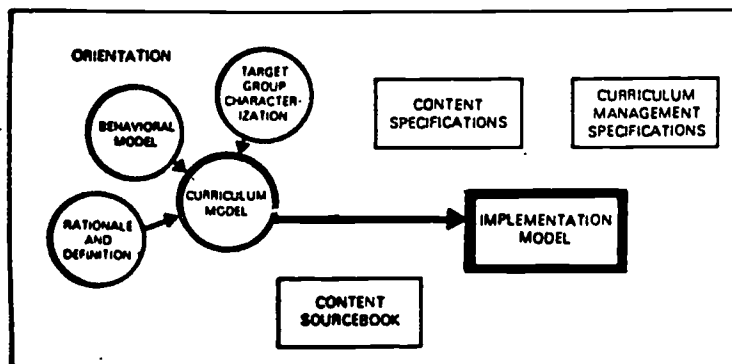 ORIENTATION
TARGET
GROUP
CHARACTER-
IZATION
BEHAVIORAL
MODEL
CONTENT
SPECIFICATIONS
CURRICULUM
MANAGEMENT
SPECIFICATIONS
CURRICULUM
MODEL
RATIONALE
AND
DEFINITION
IMPLEMENTATION
MODEL
CONTENT
SOURCEBOOK